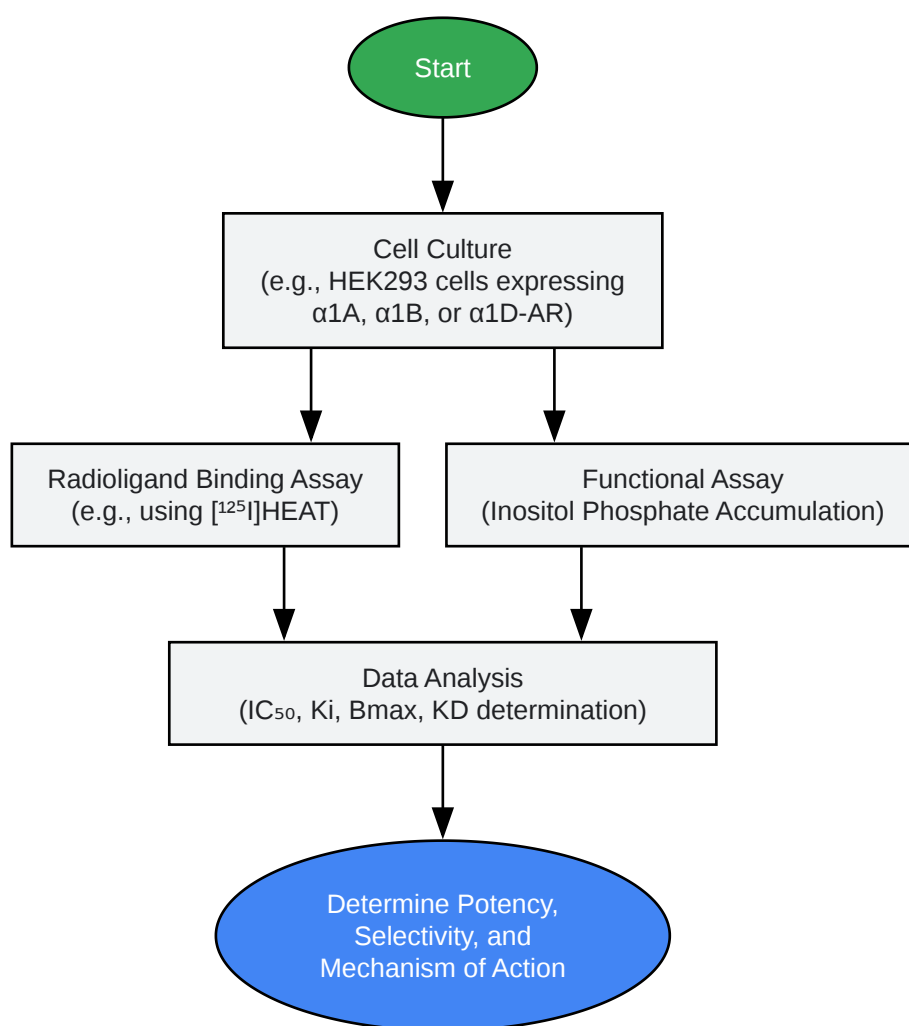 Start
Cell Culture
(e.g., HEK293 cells expressing
α1A, α1B, or α1D-AR)
Radioligand Binding Assay
(e.g., using [¹²⁵I]HEAT)
Functional Assay
(Inositol Phosphate Accumulation)
Data Analysis
(IC₅₀, Ki, Bmax, KD determination)
Determine Potency,
Selectivity, and
Mechanism of Action